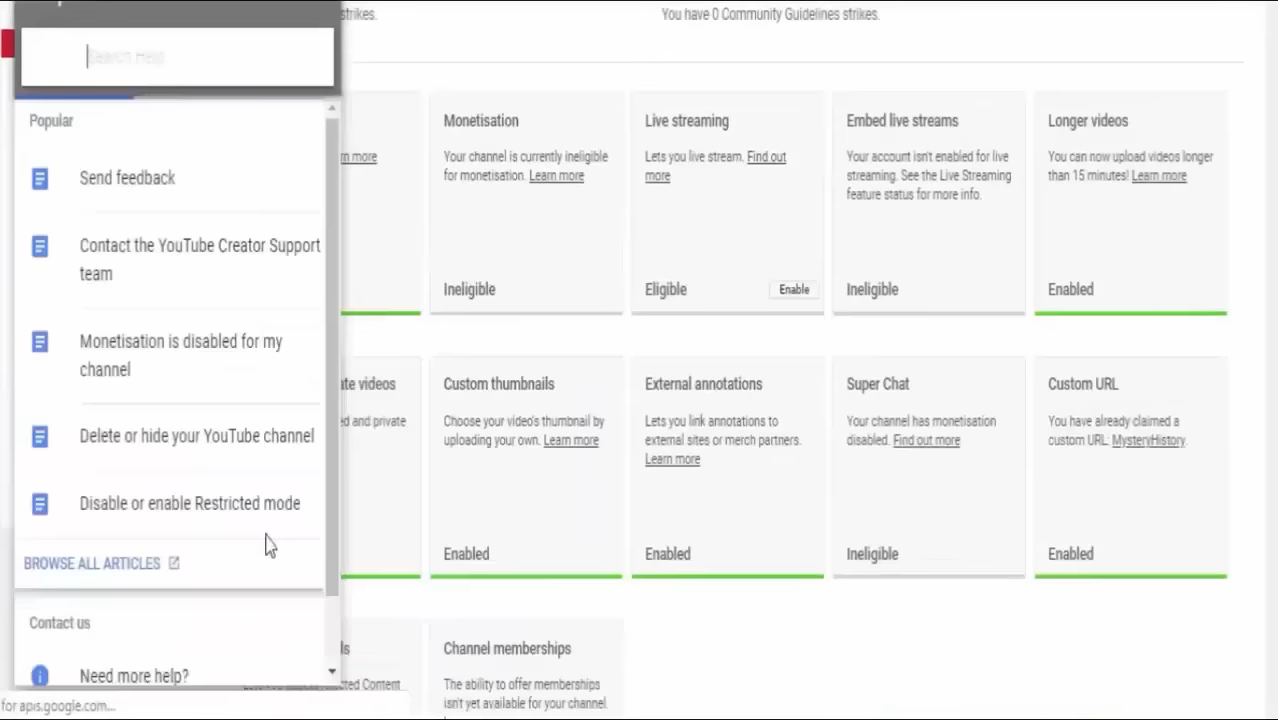 strikes.
You have 0 Community Guidelines strikes.
Search Help
Popular
Send feedback
Contact the YouTube Creator Support
team
Monetisation is disabled for my
channel
Delete or hide your YouTube channel
Disable or enable Restricted mode
BROWSE ALL ARTICLES
Contact us
Need more help?
for apis.google.com...
more
Monetisation
Your channel is currently ineligible
for monetisation. Learn more
Ineligible
Live streaming
Lets you live stream. Find out
more
Eligible
Enable
Embed live streams
Your account isn't enabled for live
streaming. See the Live Streaming
feature status for more info.
Ineligible
Longer videos
You can now upload videos longer
than 15 minutes! Learn more
Enabled
videos
and private
Custom thumbnails
Choose your video's thumbnail by
uploading your own. Learn more
Enabled
External annotations
Lets you link annotations to
external sites or merch partners.
Learn more
Enabled
Super Chat
Your channel has monetisation
disabled. Find out more
Ineligible
Custom URL
You have already claimed a
custom URL: MysteryHistory.
Enabled
Content
Channel memberships
The ability to offer memberships
isn't yet available for your channel.